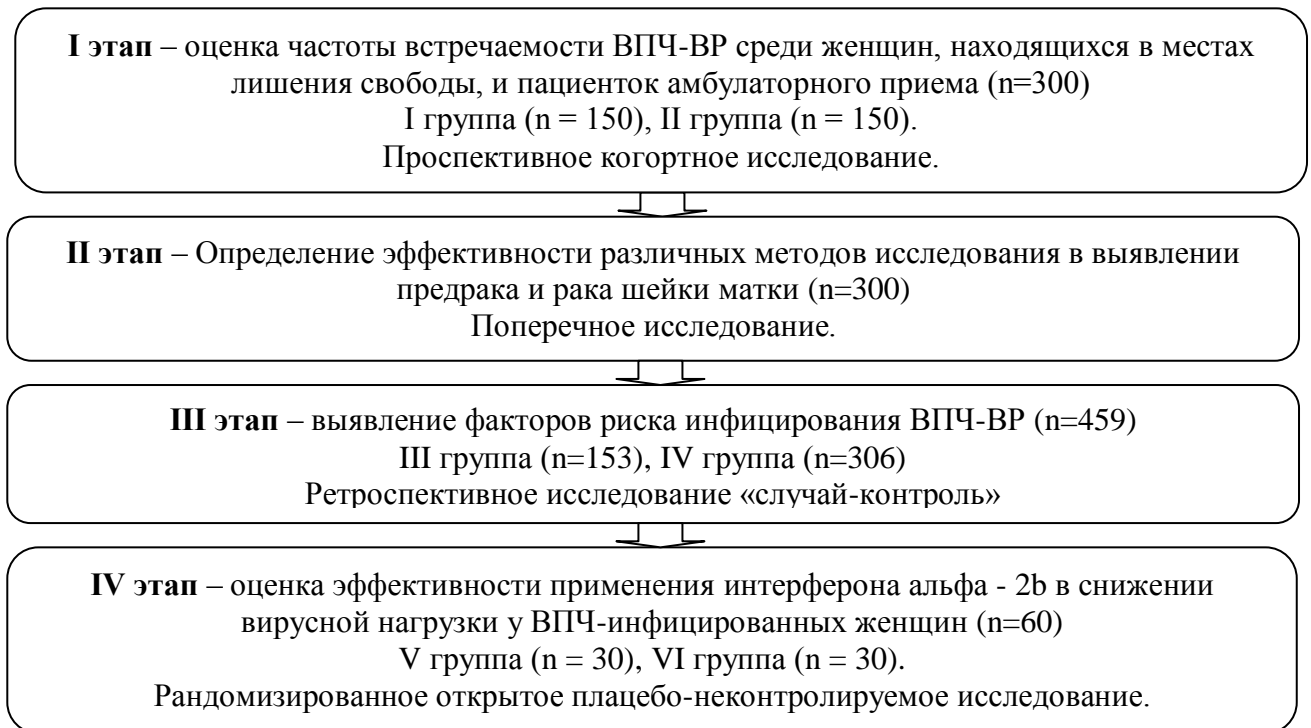 I этап – оценка частоты встречаемости ВПЧ-ВР среди женщин, находящихся в местах
лишения свободы, и пациенток амбулаторного приема (n=300)
I группа (n = 150), II группа (n = 150).
Проспективное когортное исследование.
II этап – Определение эффективности различных методов исследования в выявлении
предрака и рака шейки матки (n=300)
Поперечное исследование.
III этап – выявление факторов риска инфицирования ВПЧ-ВР (n=459)
III группа (n=153), IV группа (n=306)
Ретроспективное исследование «случай-контроль»
IV этап – оценка эффективности применения интерферона альфа - 2b в снижении
вирусной нагрузки у ВПЧ-инфицированных женщин (n=60)
V группа (n = 30), VI группа (n = 30).
Рандомизированное открытое плацебо-неконтролируемое исследование.